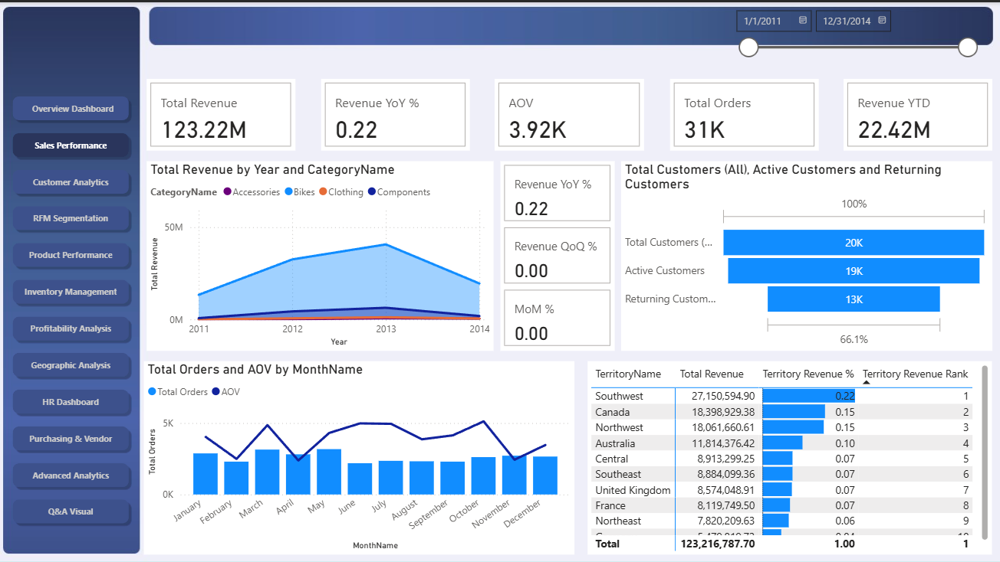 1/1/2011
12/31/2014
Overview Dashboard
Sales Performance
Customer Analytics
RFM Segmentation
Product Performance
Inventory Management
Profitability Analysis
Geographic Analysis
HR Dashboard
Purchasing & Vendor
Advanced Analytics
Q&A Visual
Total Revenue
123.22M
Revenue YoY %
0.22
AOV
3.92K
Total Orders
31K
Revenue YTD
22.42M
Total Revenue by Year and CategoryName
CategoryName Accessories Bikes Clothing Components
Total Revenue
50M
0M
2011 2012 2013 2014
Year
Revenue YoY %
0.22
Revenue QoQ %
0.00
MoM %
0.00
Total Customers (All), Active Customers and Returning
Customers
100%
Total Customers (... 20K
Active Customers 19K
Returning Custom... 13K
66.1%
Total Orders and AOV by MonthName
Total Orders AOV
Total Orders
5K
0K
January February March April May June July August September October November December
MonthName
TerritoryName Total Revenue Territory Revenue % Territory Revenue Rank
Southwest 27,150,594.90 0.22 1
Canada 18,398,929.38 0.15 2
Northwest 18,061,660.61 0.15 3
Australia 11,814,376.42 0.10 4
Central 8,913,299.25 0.07 5
Southeast 8,884,099.36 0.07 6
United Kingdom 8,574,048.91 0.07 7
France 8,119,749.50 0.07 8
Northeast 7,820,209.63 0.06 9
Total 123,216,787.70 1.00 1